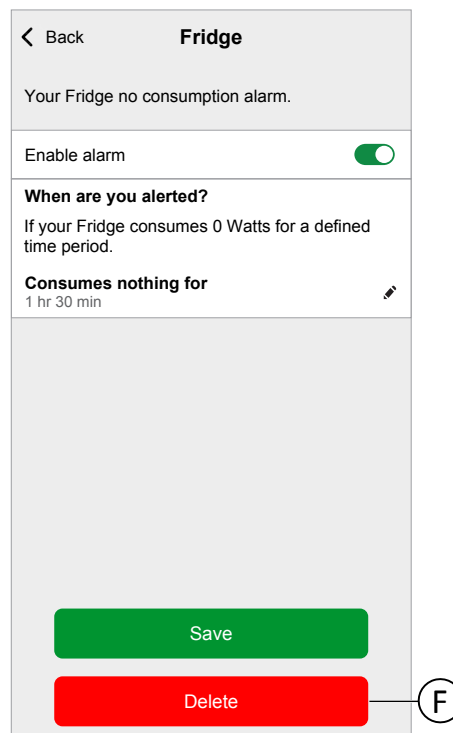 Back
Fridge
Your Fridge no consumption alarm.
Enable alarm
When are you alerted?
If your Fridge consumes 0 Watts for a defined
time period.
Consumes nothing for
1 hr 30 min
Save
Delete
F